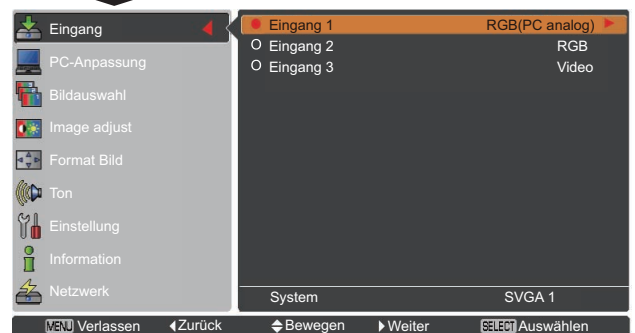 Eingang
PC-Anpassung
Bildauswahl
Image adjust
Format Bild
Ton
Einstellung
Information
Netzwerk
Eingang 1 RGB(PC analog)
Eingang 2 RGB
Eingang 3 Video
System SVGA 1
MENU Verlassen Zurück Bewegen Weiter SELECT Auswählen